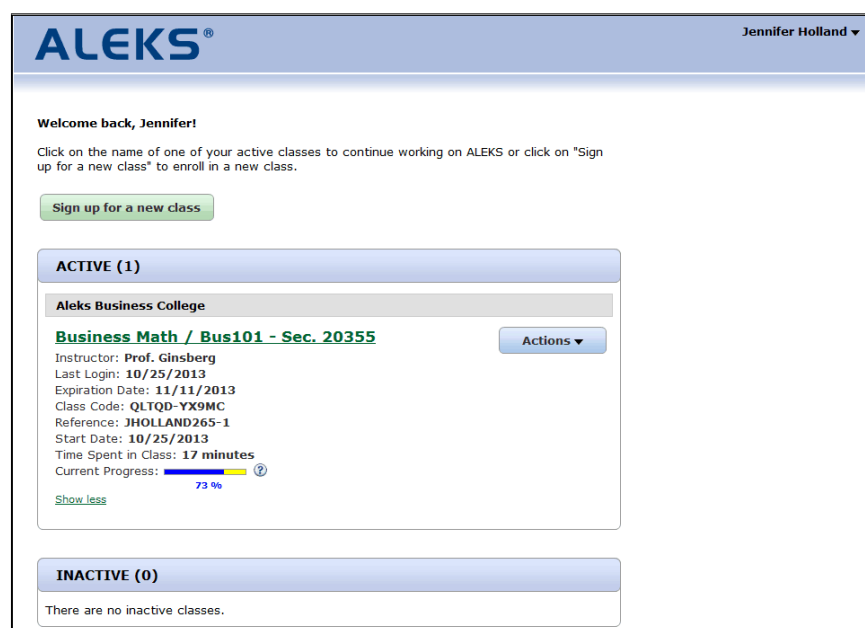 ALEKS®
Jennifer Holland
Welcome back, Jennifer!
Click on the name of one of your active classes to continue working on ALEKS or click on "Sign
up for a new class" to enroll in a new class.
Sign up for a new class
ACTIVE (1)
Aleks Business College
Business Math / Bus101 - Sec. 20355
Actions
Instructor: Prof. Ginsberg
Last Login: 10/25/2013
Expiration Date: 11/11/2013
Class Code: QLTQD-YX9MC
Reference: JHOLLAND265-1
Start Date: 10/25/2013
Time Spent in Class: 17 minutes
Current Progress: ?
73 %
Show less
INACTIVE (0)
There are no inactive classes.